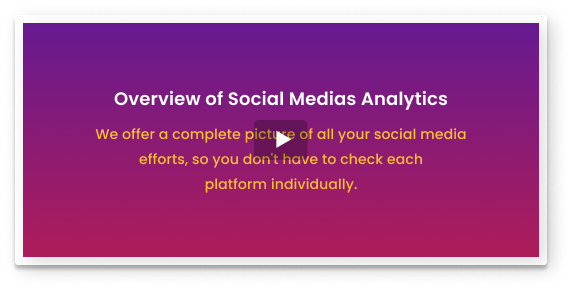 Overview of Social Medias Analytics
We offer a complete picture of all your social media
efforts, so you don't have to check each
platform individually.